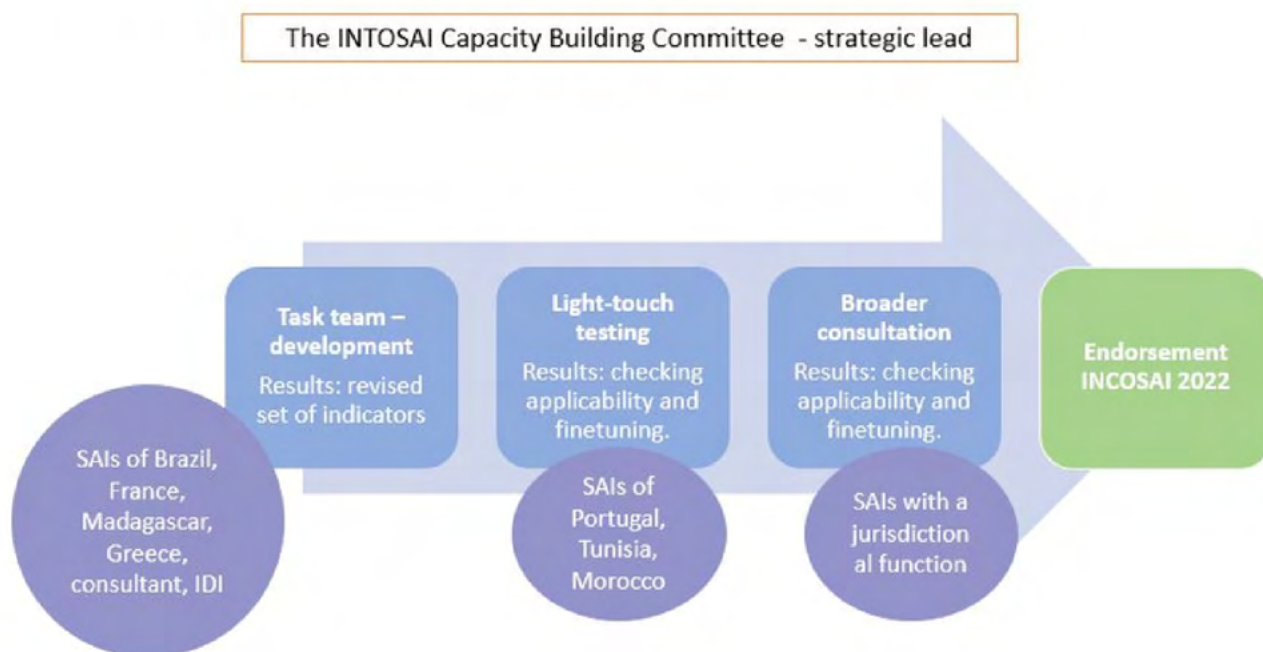 The INTOSAI Capacity Building Committee - strategic lead
Task team –
development
Results: revised
set of indicators
Light-touch
testing
Results: checking
applicability and
finetuning.
Broader
consultation
Results: checking
applicability and
finetuning.
Endorsement
INCOSAI 2022
SAIs of Brazil,
France,
Madagascar,
Greece,
consultant, IDI
SAIs of
Portugal,
Tunisia,
Morocco
SAIs with a
jurisdiction
al function